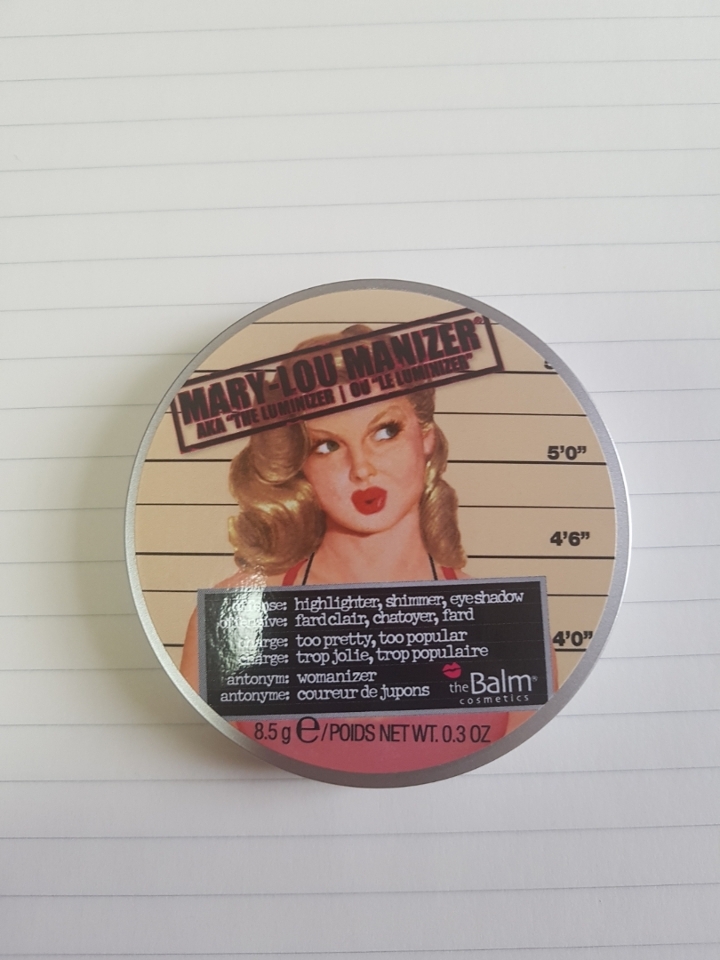 MARY-LOU MANIZER®
AKA "THE LUMINIZER | OU "LE LUMINIZER"
5'0"
4'6"
4'0"
highlighter, shimmer, eyeshadow
fard clair, chatoyer, fard
too pretty, too popular
charge: trop jolie, trop populaire
antonym: womanizer
antonyme: coureur de jupons
theBalm®
cosmetics
8.5 g e/POIDS NET WT. 0.3 OZ